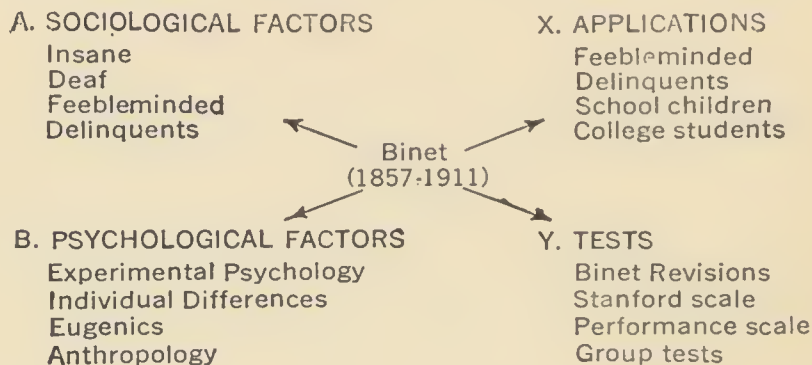 A. SOCIOLOGICAL FACTORS
Insane
Deaf
Feebleminded
Delinquents
X. APPLICATIONS
Feebleminded
Delinquents
School children
College students
Binet
(1857-1911)
B. PSYCHOLOGICAL FACTORS
Experimental Psychology
Individual Differences
Eugenics
Anthropology
Y. TESTS
Binet Revisions
Stanford scale
Performance scale
Group tests